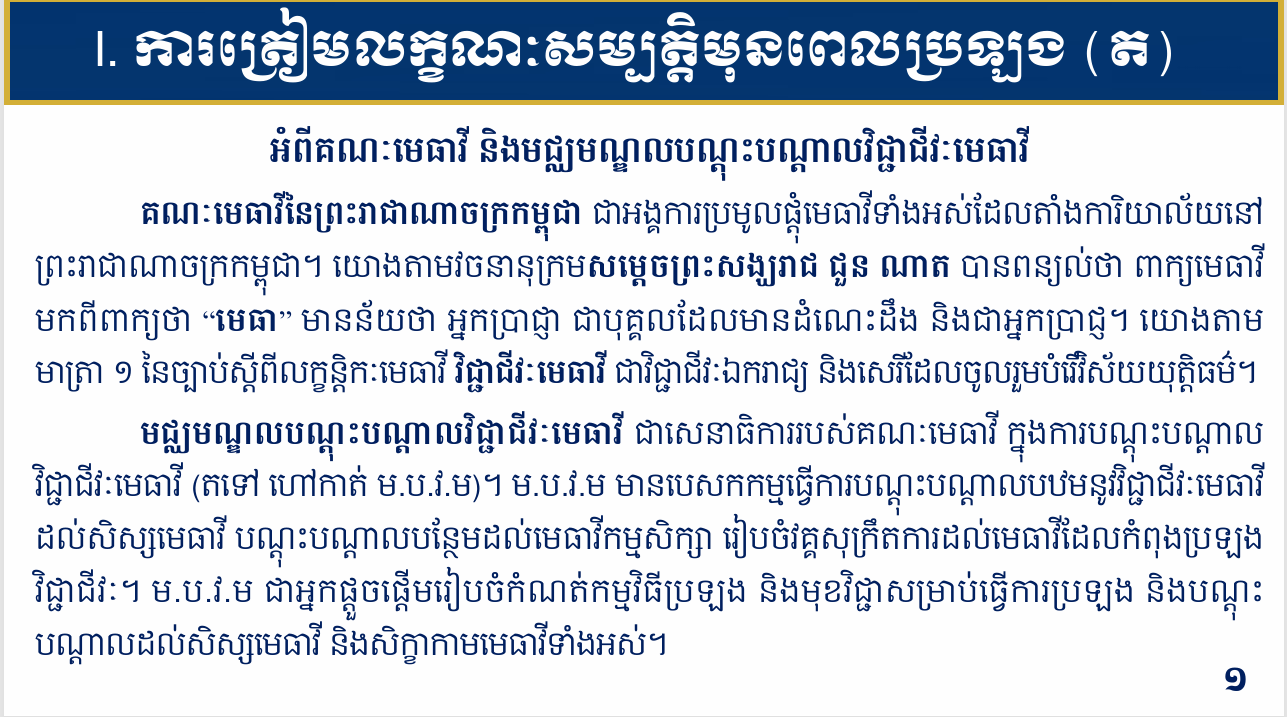 I. ការត្រៀមលក្ខណៈសម្បត្តិមុនពេលប្រឡង (ត)
អំពីគណៈមេធាវី និងមជ្ឈមណ្ឌលបណ្ដុះបណ្ដាលវិជ្ជាជីវៈមេធាវី
គណៈមេធាវីនៃព្រះរាជាណាចក្រកម្ពុជា ជាអង្គការប្រមូលផ្ដុំមេធាវីទាំងអស់ដែលតាំងការិយាល័យនៅ
ព្រះរាជាណាចក្រកម្ពុជា។ យោងតាមវចនានុក្រមសម្ដេចព្រះសង្ឃរាជ ជួន ណាត បានពន្យល់ថា ពាក្យមេធាវី
មកពីពាក្យថា “មេធា” មានន័យថា អ្នកប្រាជ្ញា ជាបុគ្គលដែលមានដំណេះដឹង និងជាអ្នកប្រាជ្ញ។ យោងតាម
មាត្រា ១ នៃច្បាប់ស្ដីពីលក្ខន្តិកៈមេធាវី វិជ្ជាជីវៈមេធាវី ជាវិជ្ជាជីវៈឯករាជ្យ និងសេរីដែលចូលរួមបំរើវិស័យយុត្តិធម៌។
មជ្ឈមណ្ឌលបណ្ដុះបណ្ដាលវិជ្ជាជីវៈមេធាវី ជាសេនាធិការរបស់គណៈមេធាវី ក្នុងការបណ្ដុះបណ្ដាល
វិជ្ជាជីវៈមេធាវី (តទៅ ហៅកាត់ ម.ប.វ.ម)។ ម.ប.វ.ម មានបេសកកម្មធ្វើការបណ្ដុះបណ្ដាលបឋមនូវវិជ្ជាជីវៈមេធាវី
ដល់សិស្សមេធាវី បណ្ដុះបណ្ដាលបន្ថែមដល់មេធាវីកម្មសិក្សា រៀបចំវគ្គសុក្រឹតការដល់មេធាវីដែលកំពុងប្រឡង
វិជ្ជាជីវៈ។ ម.ប.វ.ម ជាអ្នកផ្ដួចផ្ដើមរៀបចំកំណត់កម្មវិធីប្រឡង និងមុខវិជ្ជាសម្រាប់ធ្វើការប្រឡង និងបណ្ដុះ
បណ្ដាលដល់សិស្សមេធាវី និងសិក្ខាកាមមេធាវីទាំងអស់។
១